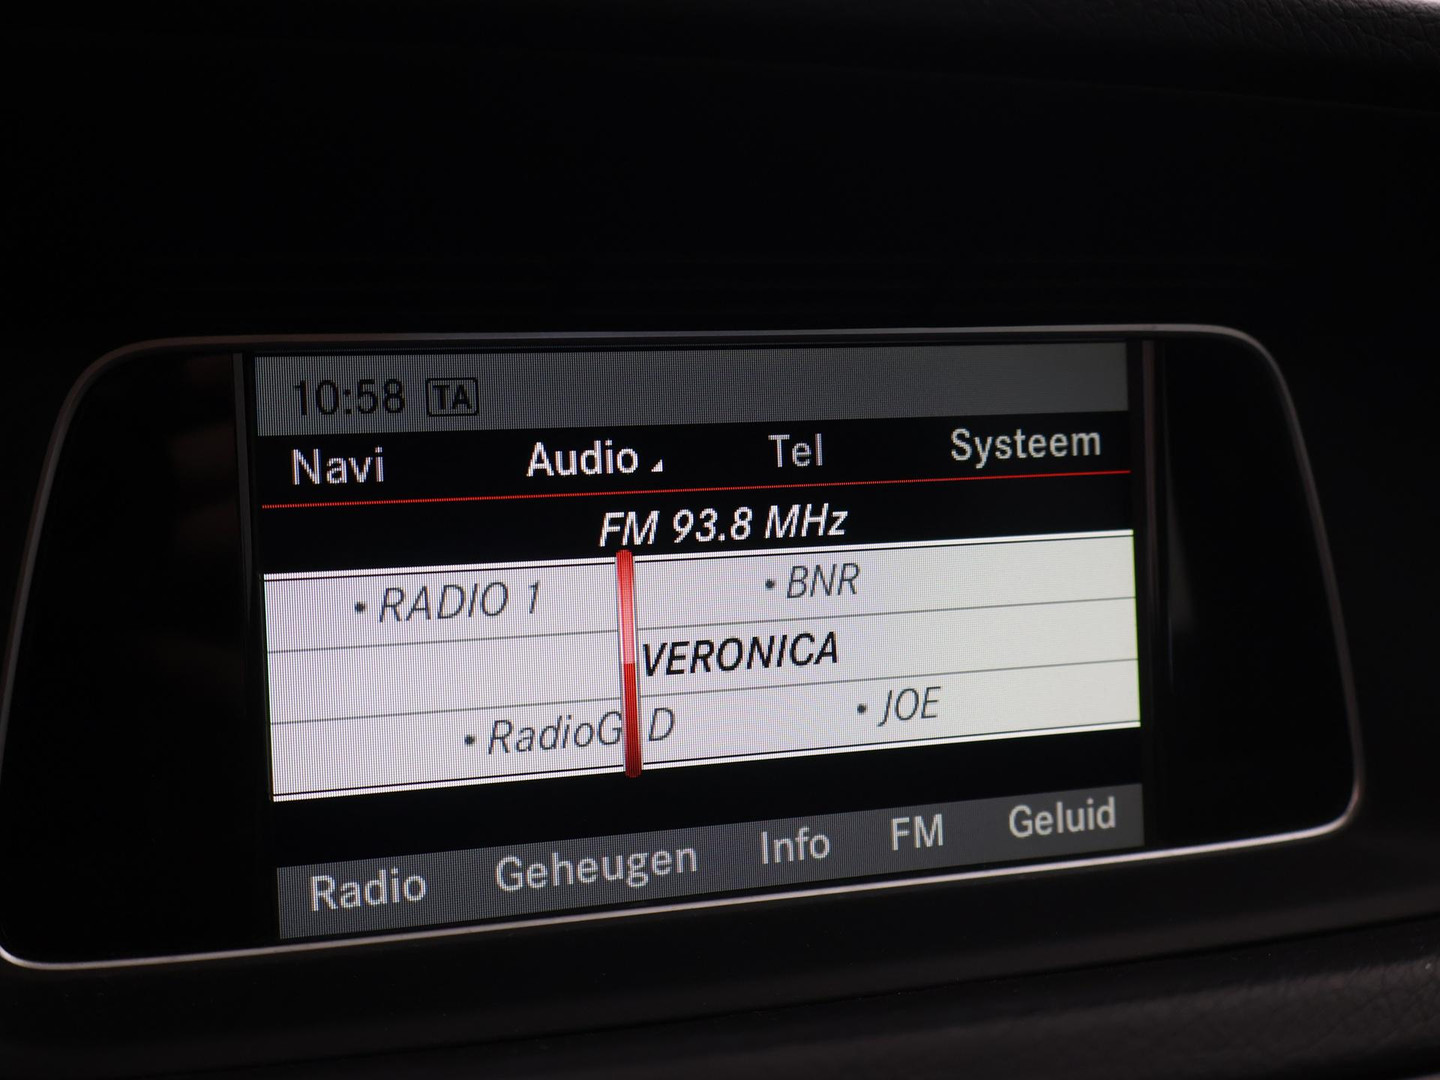 10:58 TA
Navi Audio Tel Systeem
FM 93.8 MHz
• RADIO 1 • BNR
VERONICA
• RadioG D • JOE
Radio Geheugen Info FM Geluid